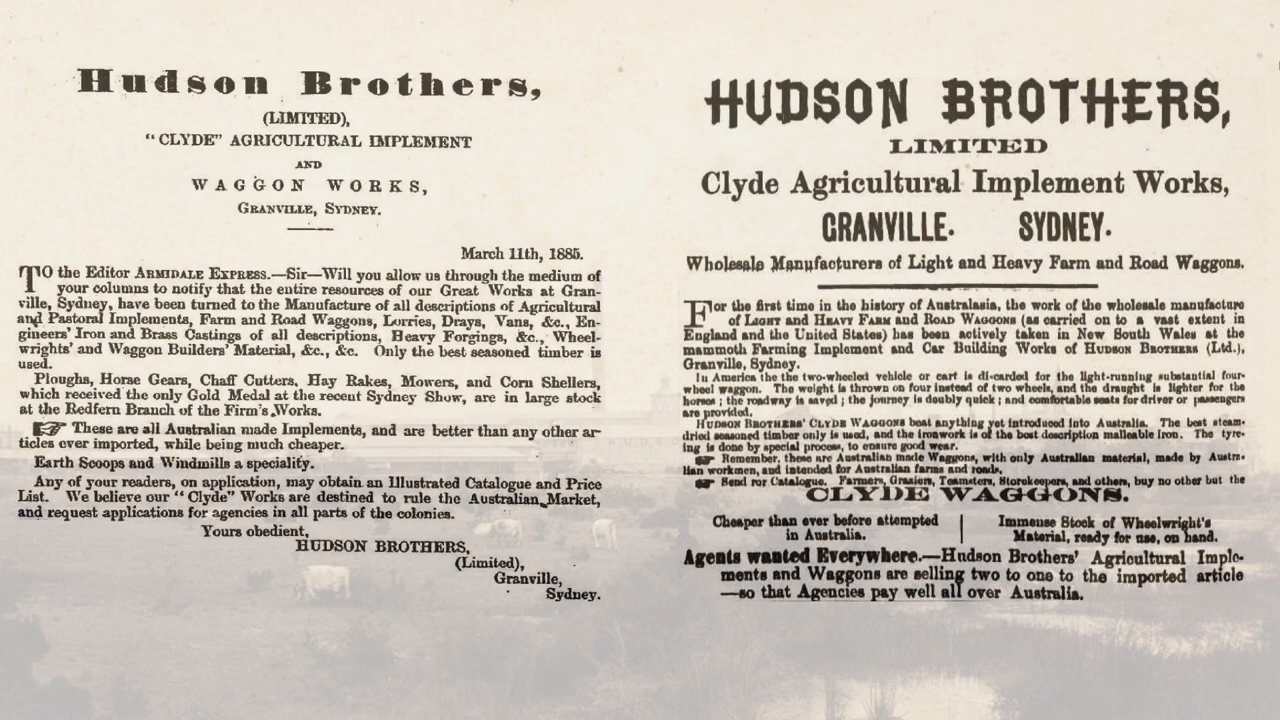 Hudson Brothers,
(LIMITED),
"CLYDE" AGRICULTURAL IMPLEMENT
AND
WAGGON WORKS,
GRANVILLE, SYDNEY.
March 11th, 1885.
TO the Editor ARMIDALE EXPRESS.—Sir—Will you allow us through the medium of
your columns to notify that the entire resources of our Great Works at Gran-
ville, Sydney, have been turned to the Manufacture of all descriptions of Agricultural
and Pastoral Implements, Farm and Road Waggons, Lorries, Drays, Vans, &c., En-
gineers' Iron and Brass Castings of all descriptions, Heavy Forgings, &c., Wheel-
wrights' and Waggon Builders' Material, &c., &c. Only the best seasoned timber is
used.
Ploughs, Horse Gears, Chaff Cutters, Hay Rakes, Mowers, and Corn Shellers,
which received the only Gold Medal at the recent Sydney Show, are in large stock
at the Redfern Branch of the Firm's Works.
☞ These are all Australian made Implements, and are better than any other ar-
ticles ever imported, while being much cheaper.
Earth Scoops and Windmills a speciality.
Any of your readers, on application, may obtain an Illustrated Catalogue and Price
List. We believe our "Clyde" Works are destined to rule the Australian Market,
and request applications for agencies in all parts of the colonies.
Yours obedient,
HUDSON BROTHERS,
(Limited),
Granville,
Sydney.
HUDSON BROTHERS,
LIMITED
Clyde Agricultural Implement Works,
GRANVILLE. SYDNEY.
Wholesale Manufacturers of Light and Heavy Farm and Road Waggons.
For the first time in the history of Australasia, the work of the wholesale manufacture
of LIGHT and HEAVY FARM and ROAD WAGGONS (as carried on to a vast extent in
England and the United States) has been actively taken in New South Wales at the
mammoth Farming Implement and Car Building Works of HUDSON BROTHERS (Ltd.),
Granville, Sydney.
In America the the two-wheeled vehicle or cart is di-carded for the light-running substantial four-
wheel waggon. The weight is thrown on four instead of two wheels, and the draught is lighter for the
horses; the roadway is saved; the journey is doubly quick; and comfortable seats for driver or passengers
are provided.
HUDSON BROTHERS' CLYDE WAGGONS beat anything yet introduced into Australia. The best steam-
dried seasoned timber only is used, and the ironwork is of the best description malleable iron. The tyre-
ing is done by special process, to ensure good wear.
☞ Remember, these are Australian made Waggons, with only Australian material, made by Austra-
lian workmen, and intended for Australian farms and roads.
☞ Send for Catalogue. Farmers, Graziers, Teamsters, Storekeepers, and others, buy no other but the
CLYDE WAGGONS.
Cheaper than ever before attempted
in Australia.
Immense Stock of Wheelwright's
Material, ready for use, on hand.
Agents wanted Everywhere.—Hudson Brothers' Agricultural Imple-
ments and Waggons are selling two to one to the imported article
—so that Agencies pay well all over Australia.